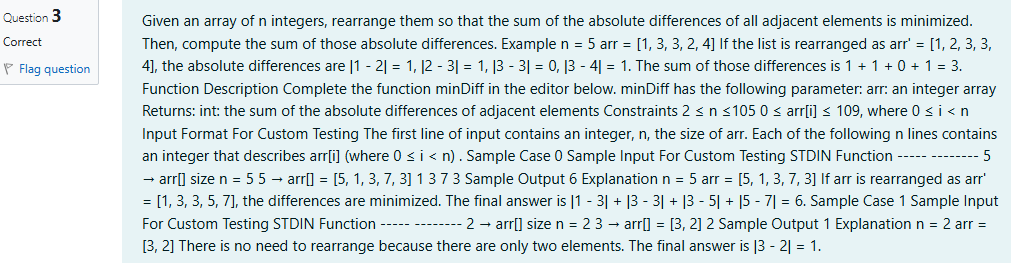 Question 3
Correct
Flag question
Given an array of n integers, rearrange them so that the sum of the absolute differences of all adjacent elements is minimized.
Then, compute the sum of those absolute differences. Example n = 5 arr = [1, 3, 3, 2, 4] If the list is rearranged as arr' = [1, 2, 3, 3,
4], the absolute differences are |1 - 2| = 1, |2 - 3| = 1, |3 - 3| = 0, |3 - 4| = 1. The sum of those differences is 1 + 1 + 0 + 1 = 3.
Function Description Complete the function minDiff in the editor below. minDiff has the following parameter: arr: an integer array
Returns: int: the sum of the absolute differences of adjacent elements Constraints 2 ≤ n ≤105 0 ≤ arr[i] ≤ 109, where 0 ≤ i < n
Input Format For Custom Testing The first line of input contains an integer, n, the size of arr. Each of the following n lines contains
an integer that describes arr[i] (where 0 ≤ i < n) . Sample Case 0 Sample Input For Custom Testing STDIN Function ----- -------- 5
→ arr[] size n = 5 5 → arr[] = [5, 1, 3, 7, 3] 1 3 7 3 Sample Output 6 Explanation n = 5 arr = [5, 1, 3, 7, 3] If arr is rearranged as arr'
= [1, 3, 3, 5, 7], the differences are minimized. The final answer is |1 - 3| + |3 - 3| + |3 - 5| + |5 - 7| = 6. Sample Case 1 Sample Input
For Custom Testing STDIN Function ----- -------- 2 → arr[] size n = 2 3 → arr[] = [3, 2] 2 Sample Output 1 Explanation n = 2 arr =
[3, 2] There is no need to rearrange because there are only two elements. The final answer is |3 - 2| = 1.